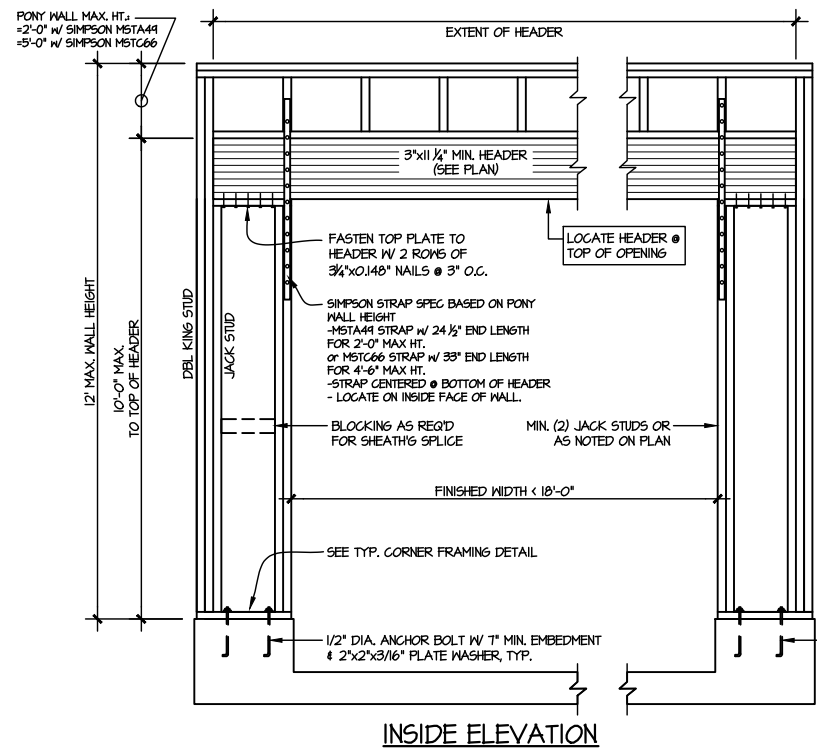 PONY WALL MAX. HT.:
=2'-0" W/ SIMPSON MSTA49
=5'-0" W/ SIMPSON MSTC66
EXTENT OF HEADER
3"x11 1/4" MIN. HEADER
(SEE PLAN)
FASTEN TOP PLATE TO
HEADER W/ 2 ROWS OF
3 1/4"x0.148" NAILS @ 3" O.C.
LOCATE HEADER @
TOP OF OPENING
SIMPSON STRAP SPEC BASED ON PONY
WALL HEIGHT
-MSTA49 STRAP w/ 24 1/2" END LENGTH
FOR 2'-0" MAX HT.
or MSTC66 STRAP w/ 33" END LENGTH
FOR 4'-6" MAX HT.
-STRAP CENTERED @ BOTTOM OF HEADER
- LOCATE ON INSIDE FACE OF WALL.
12' MAX. WALL HEIGHT
10'-0" MAX.
TO TOP OF HEADER
DBL KING STUD
JACK STUD
BLOCKING AS REQ'D
FOR SHEATH'G SPLICE
MIN. (2) JACK STUDS OR
AS NOTED ON PLAN
FINISHED WIDTH < 18'-0"
SEE TYP. CORNER FRAMING DETAIL
1/2" DIA. ANCHOR BOLT W/ 7" MIN. EMBEDMENT
& 2"x2"x3/16" PLATE WASHER, TYP.
INSIDE ELEVATION